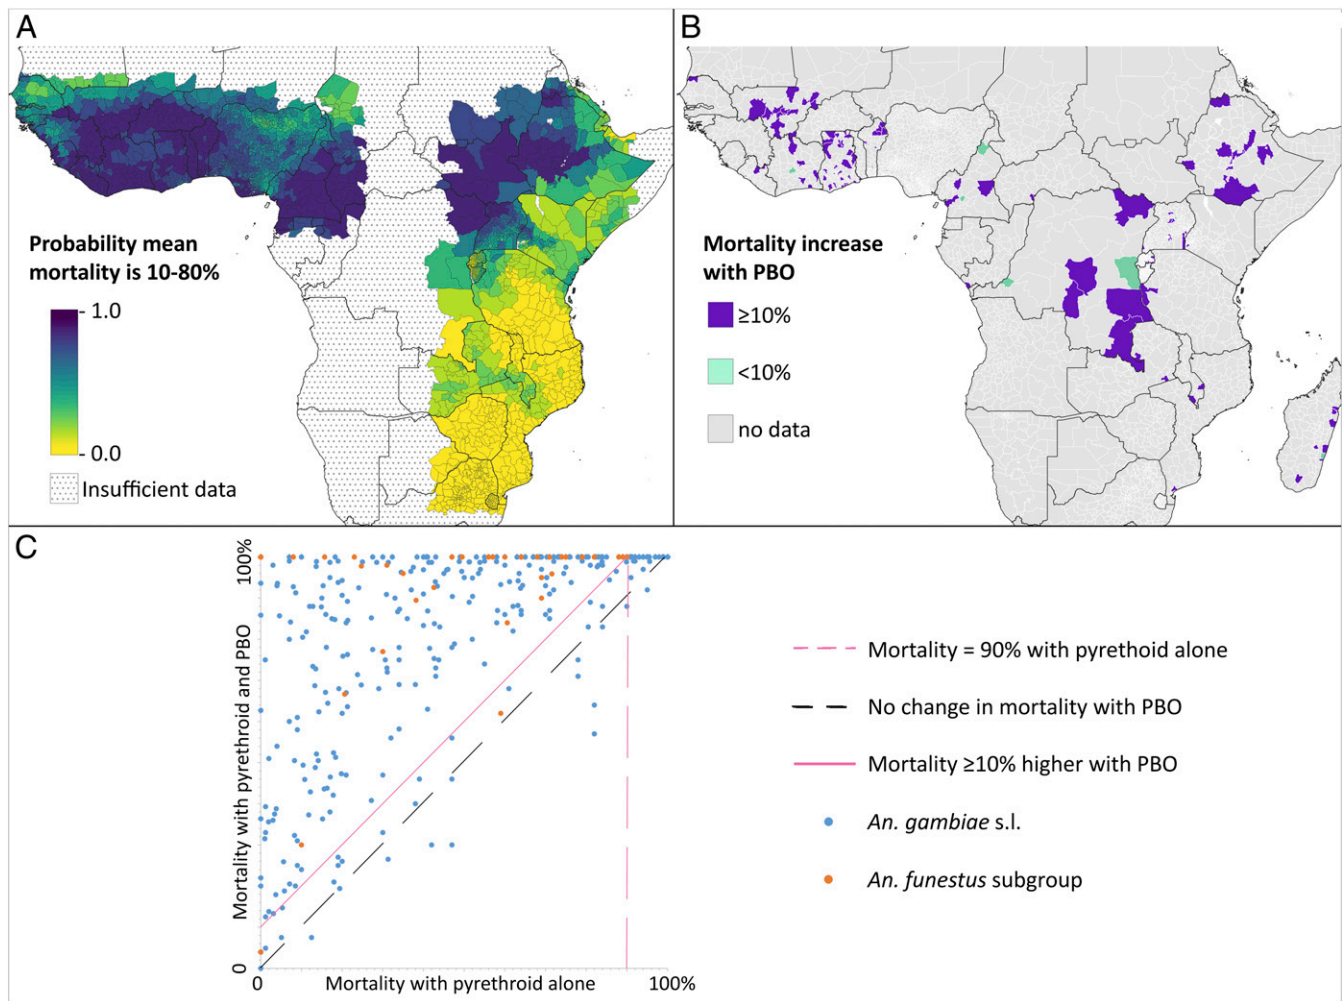 A
Probability mean
mortality is 10-80%
- 1.0
- 0.0
Insufficient data
B
Mortality increase
with PBO
≥10%
<10%
no data
C
100%
Mortality with pyrethroid and PBO
0
0
Mortality with pyrethroid alone
100%
Mortality = 90% with pyrethoid alone
No change in mortality with PBO
Mortality ≥10% higher with PBO
An. gambiae s.l.
An. funestus subgroup